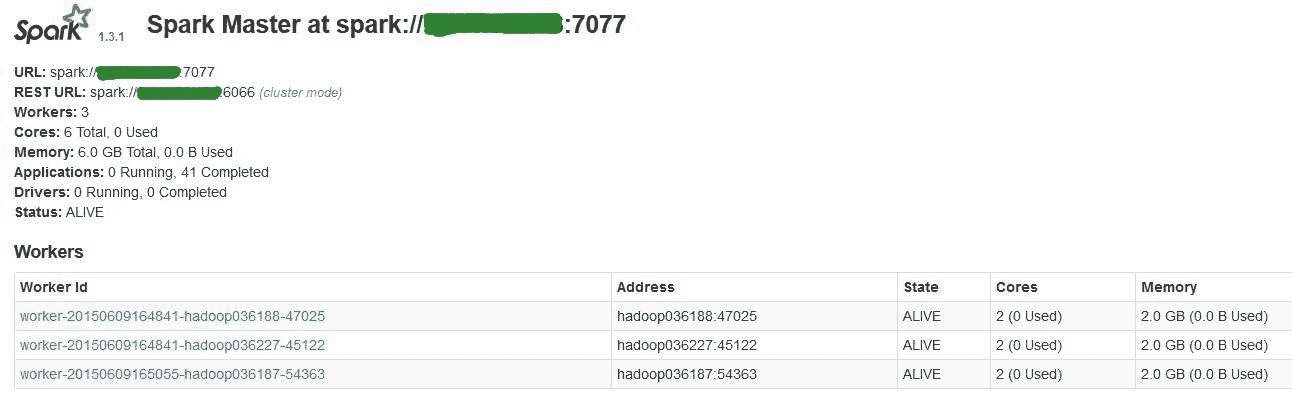 Spark 1.3.1 Spark Master at spark:// :7077
URL: spark:// :7077
REST URL: spark:// 6066 (cluster mode)
Workers: 3
Cores: 6 Total, 0 Used
Memory: 6.0 GB Total, 0.0 B Used
Applications: 0 Running, 41 Completed
Drivers: 0 Running, 0 Completed
Status: ALIVE
Workers
Worker Id Address State Cores Memory
worker-20150609164841-hadoop036188-47025 hadoop036188:47025 ALIVE 2 (0 Used) 2.0 GB (0.0 B Used)
worker-20150609164841-hadoop036227-45122 hadoop036227:45122 ALIVE 2 (0 Used) 2.0 GB (0.0 B Used)
worker-20150609165055-hadoop036187-54363 hadoop036187:54363 ALIVE 2 (0 Used) 2.0 GB (0.0 B Used)